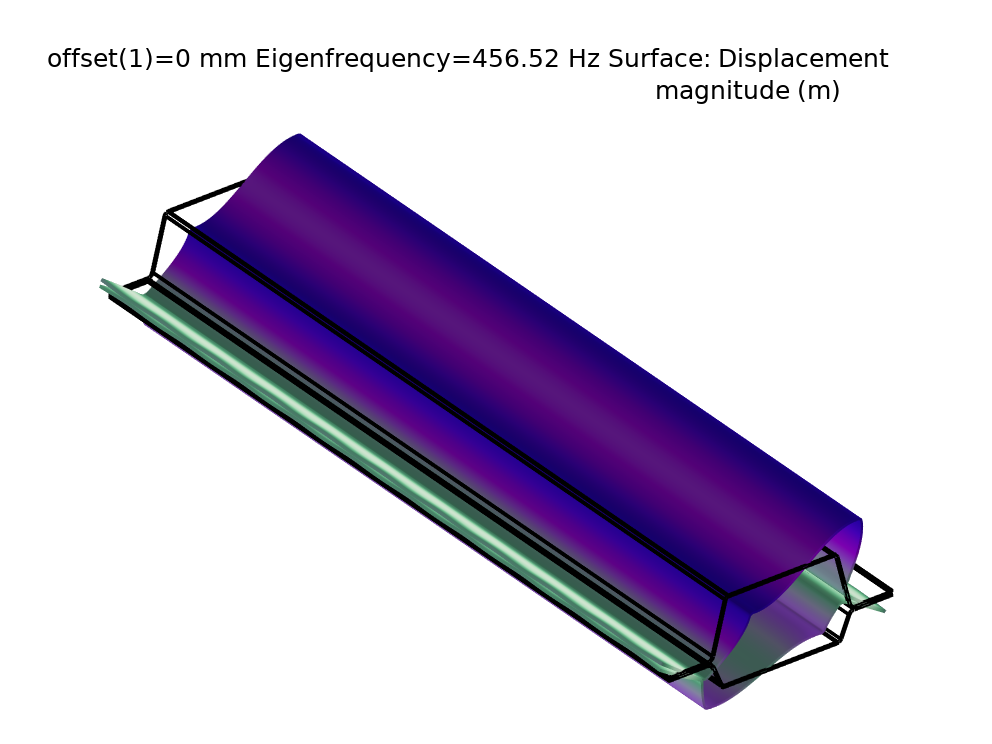 offset(1)=0 mm Eigenfrequency=456.52 Hz Surface: Displacement
magnitude (m)